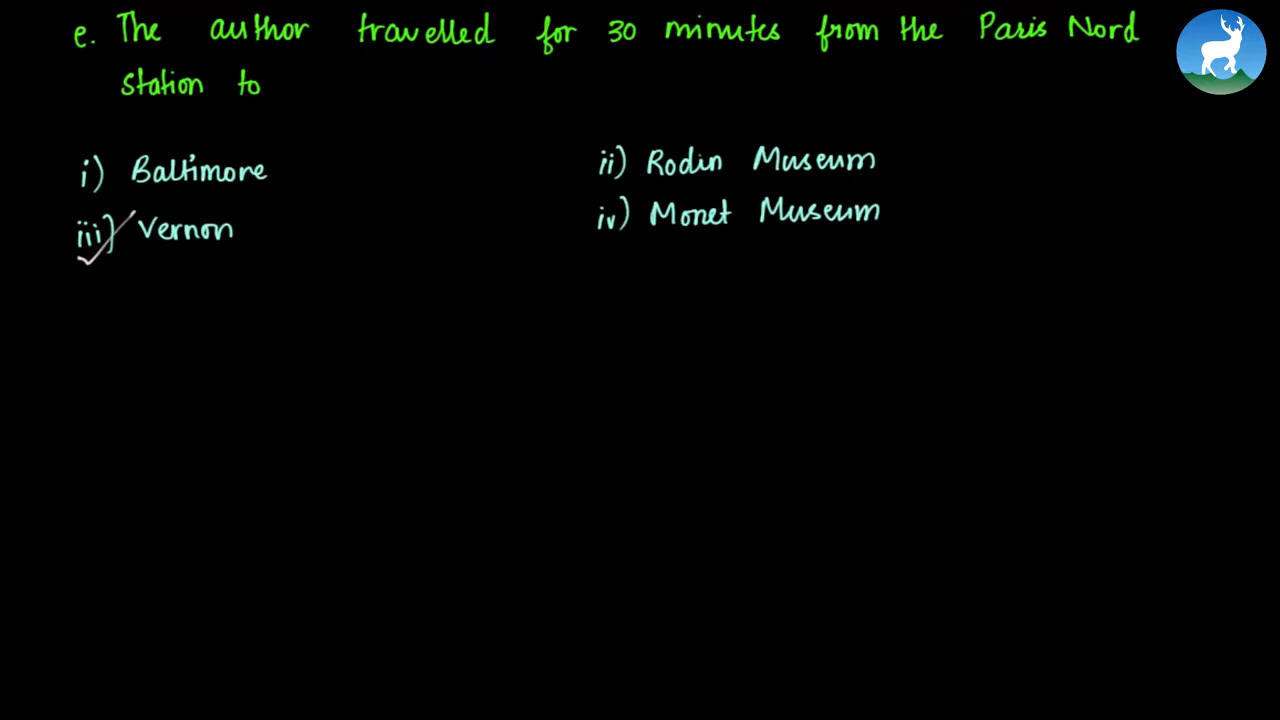 e. The author travelled for 30 minutes from the Paris Nord
station to
i) Baltimore
ii) Rodin Museum
iii) Vernon
iv) Monet Museum